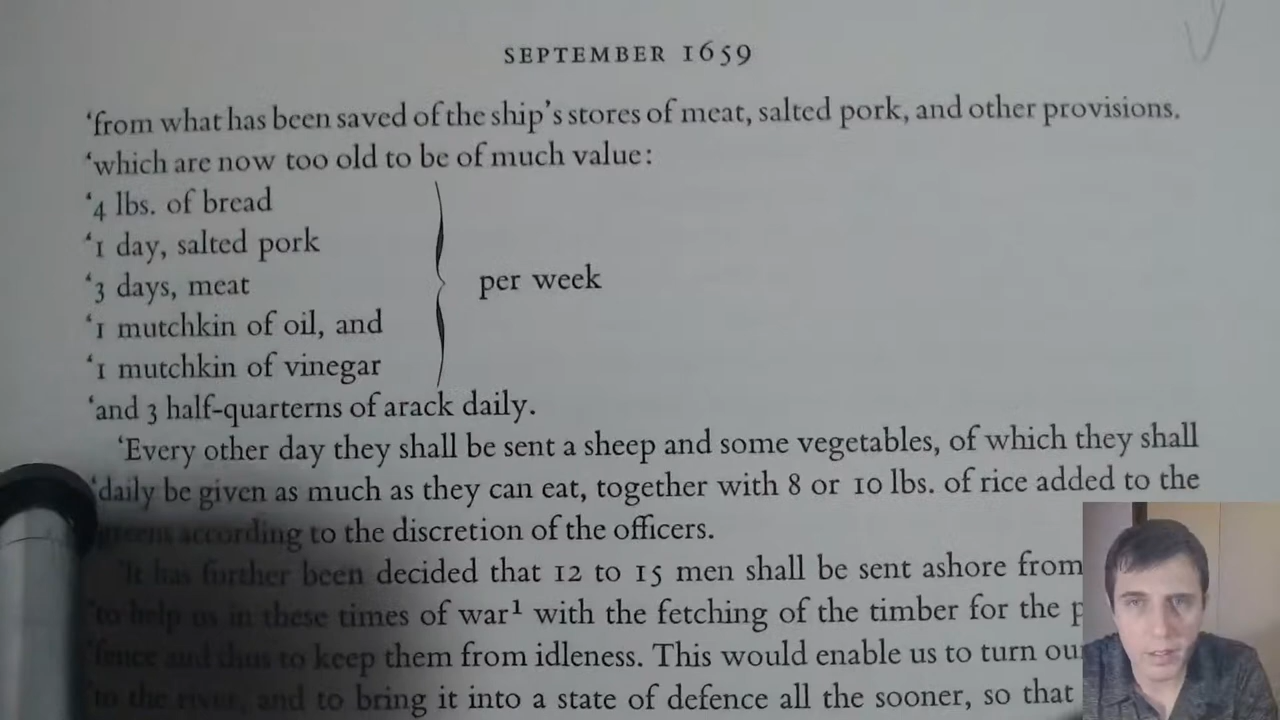 SEPTEMBER 1659
‘from what has been saved of the ship’s stores of meat, salted pork, and other provisions.
‘which are now too old to be of much value:
‘4 lbs. of bread
‘1 day, salted pork
‘3 days, meat
per week
‘1 mutchkin of oil, and
‘1 mutchkin of vinegar
‘and 3 half-quarterns of arack daily.
‘Every other day they shall be sent a sheep and some vegetables, of which they shall
‘daily be given as much as they can eat, together with 8 or 10 lbs. of rice added to the
‘greens according to the discretion of the officers.
‘It has further been decided that 12 to 15 men shall be sent ashore from
‘to help us in these times of war¹ with the fetching of the timber for the
‘fence and thus to keep them from idleness. This would enable us to turn
‘to the river, and to bring it into a state of defence all the sooner, so that